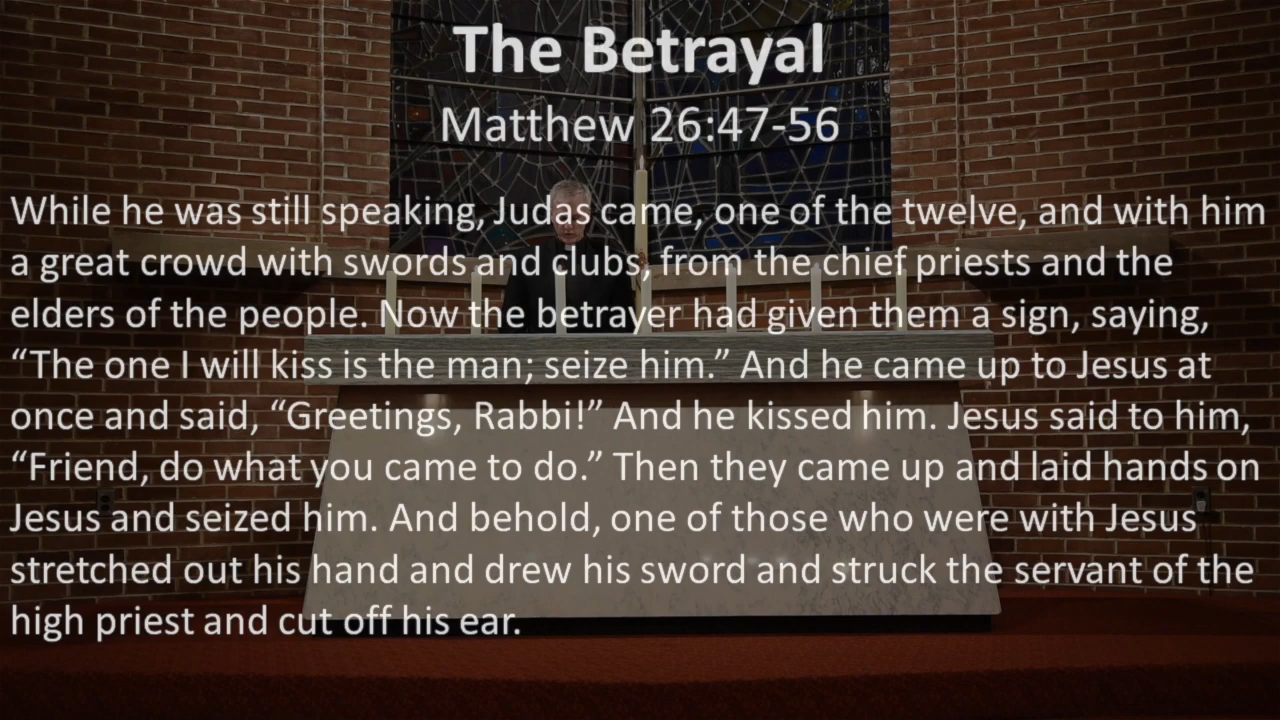 The Betrayal
Matthew 26:47-56
While he was still speaking, Judas came, one of the twelve, and with him
a great crowd with swords and clubs, from the chief priests and the
elders of the people. Now the betrayer had given them a sign, saying,
“The one I will kiss is the man; seize him.” And he came up to Jesus at
once and said, “Greetings, Rabbi!” And he kissed him. Jesus said to him,
“Friend, do what you came to do.” Then they came up and laid hands on
Jesus and seized him. And behold, one of those who were with Jesus
stretched out his hand and drew his sword and struck the servant of the
high priest and cut off his ear.